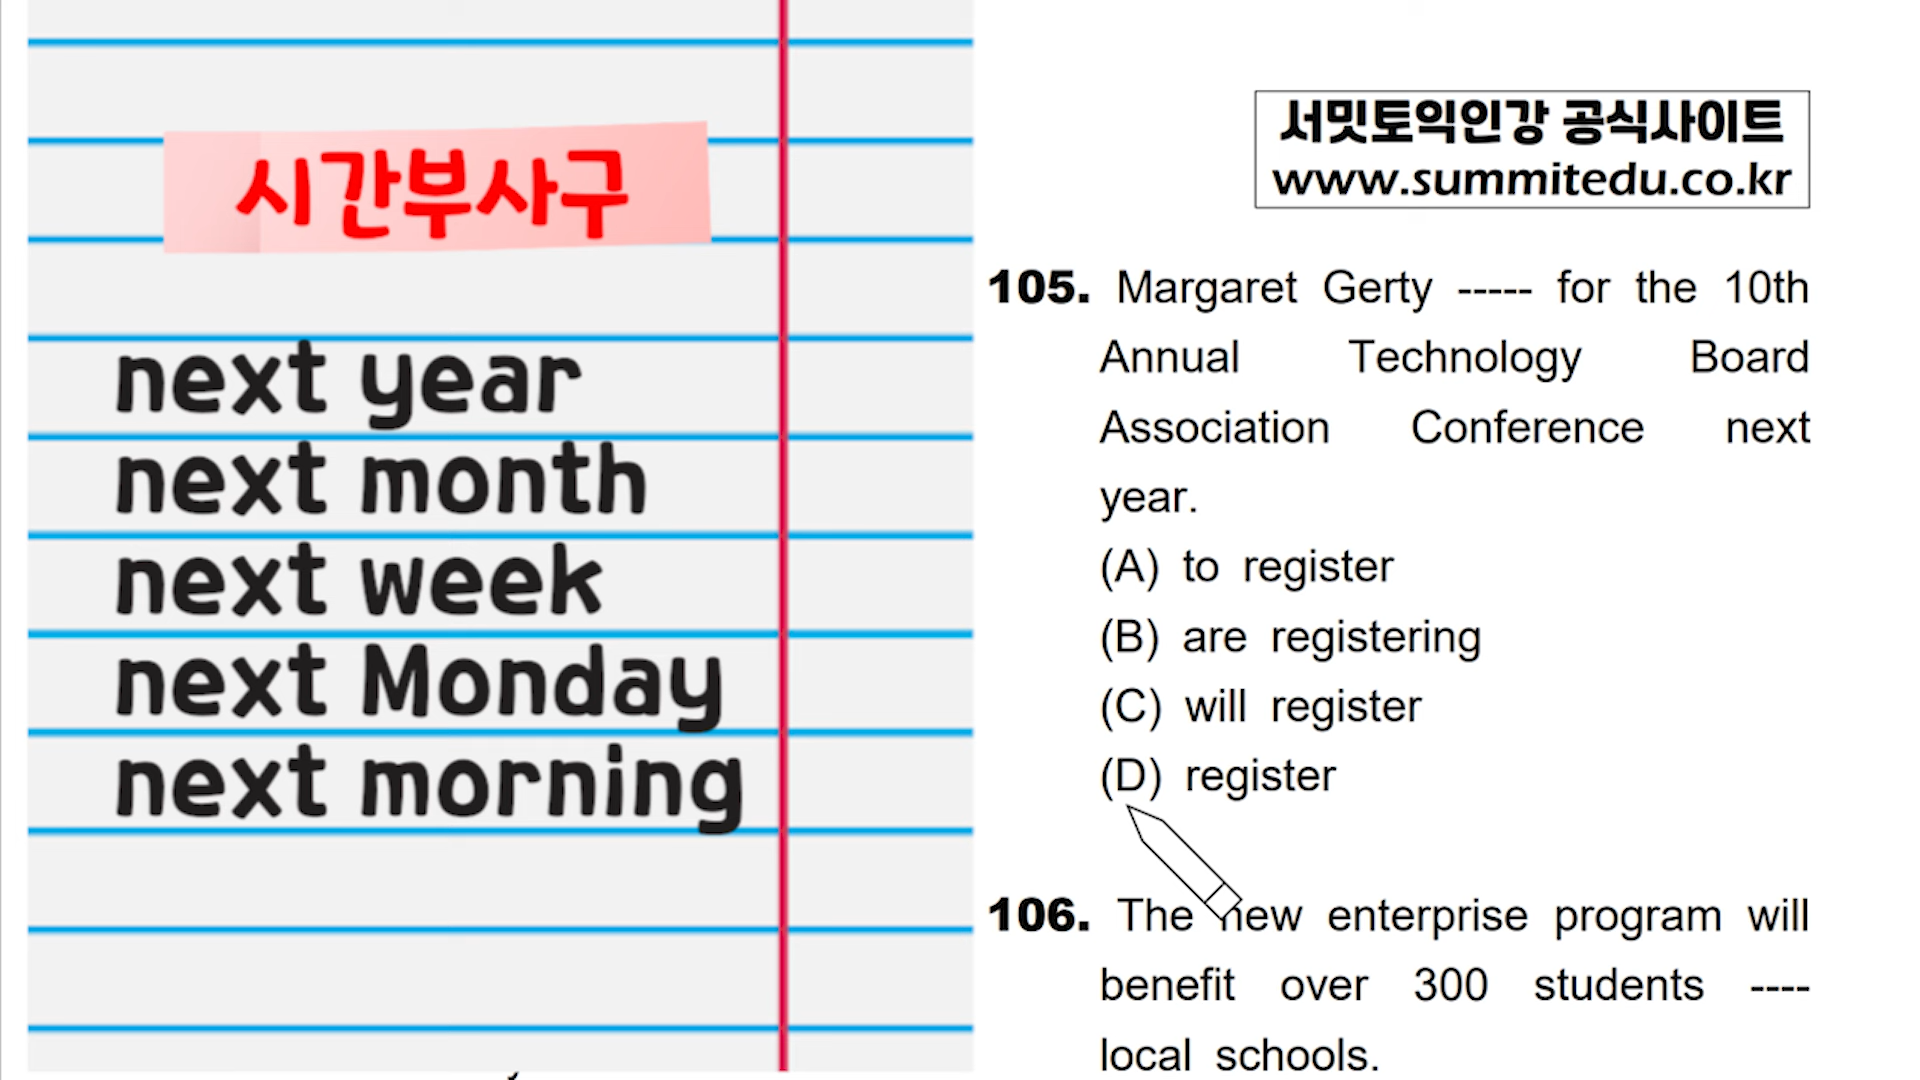 시간부사구
next year
next month
next week
next Monday
next morning
서밋토익인강 공식사이트
www.summitedu.co.kr
105. Margaret Gerty ----- for the 10th
Annual Technology Board
Association Conference next
year.
(A) to register
(B) are registering
(C) will register
(D) register
106. The new enterprise program will
benefit over 300 students ----
local schools.